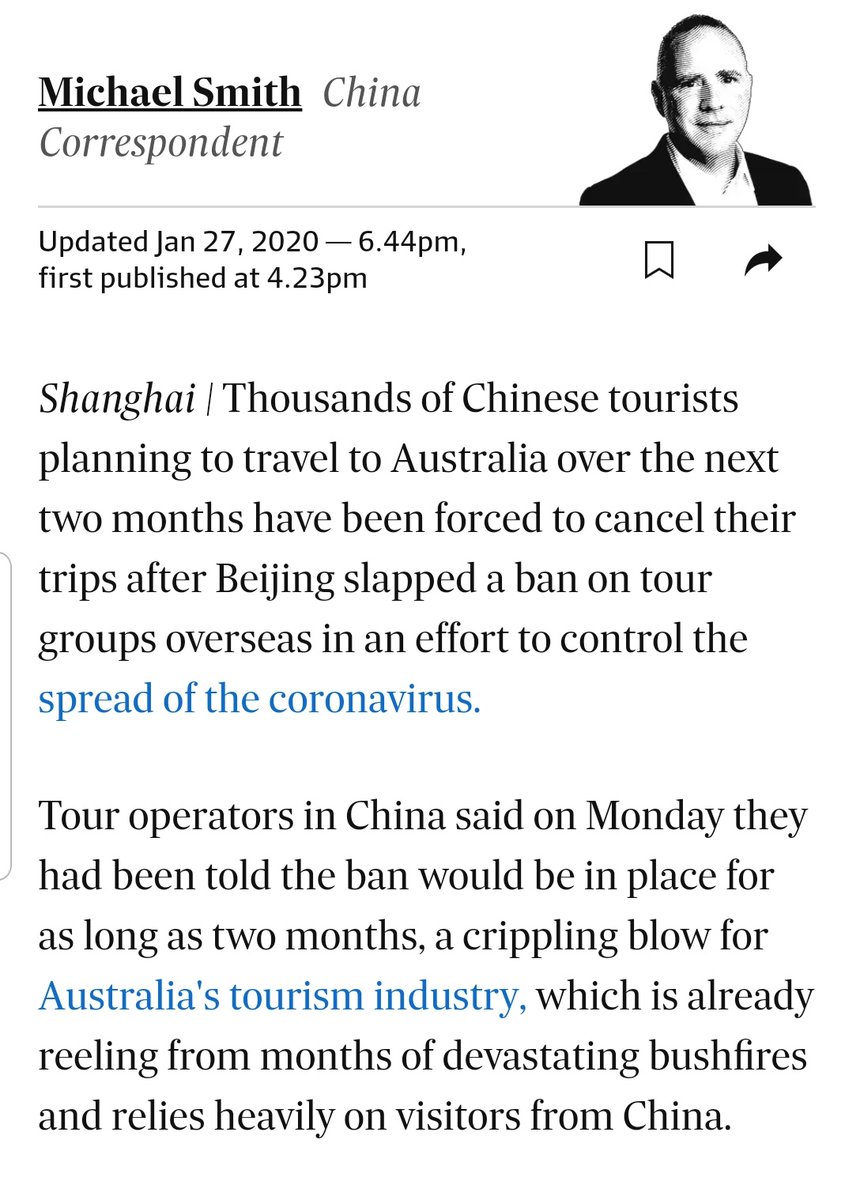 Michael Smith China
Correspondent
Updated Jan 27, 2020 — 6.44pm,
first published at 4.23pm
Shanghai | Thousands of Chinese tourists
planning to travel to Australia over the next
two months have been forced to cancel their
trips after Beijing slapped a ban on tour
groups overseas in an effort to control the
spread of the coronavirus.
Tour operators in China said on Monday they
had been told the ban would be in place for
as long as two months, a crippling blow for
Australia's tourism industry, which is already
reeling from months of devastating bushfires
and relies heavily on visitors from China.